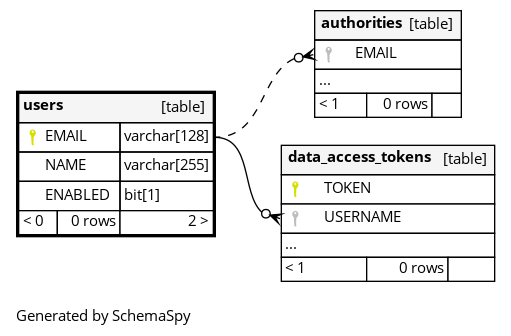 authorities [table]
EMAIL
...
< 1 0 rows
users [table]
EMAIL varchar[128]
NAME varchar[255]
ENABLED bit[1]
< 0 0 rows 2 >
data_access_tokens [table]
TOKEN
USERNAME
...
< 1 0 rows
Generated by SchemaSpy